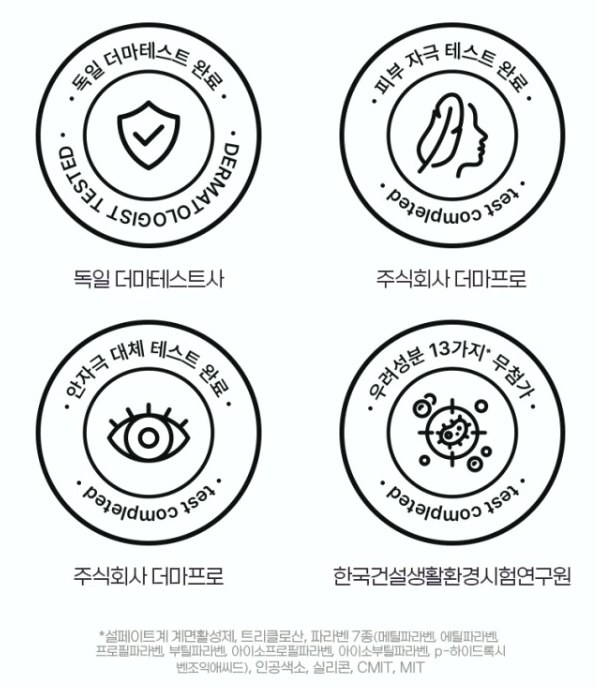 · 독일 더마테스트 완료 ·
DERMATOLOGIST TESTED
독일 더마테스트사
· 피부 자극 테스트 완료 ·
test completed
주식회사 더마프로
· 안자극 대체 테스트 완료 ·
test completed
주식회사 더마프로
· 우려성분 13가지* 무첨가 ·
test completed
한국건설생활환경시험연구원
*설페이트계 계면활성제, 트리클로산, 파라벤 7종(메틸파라벤, 에틸파라벤,
프로필파라벤, 부틸파라벤, 아이소프로필파라벤, 아이소부틸파라벤, p-하이드록시
벤조익애씨드), 인공색소, 실리콘, CMIT, MIT